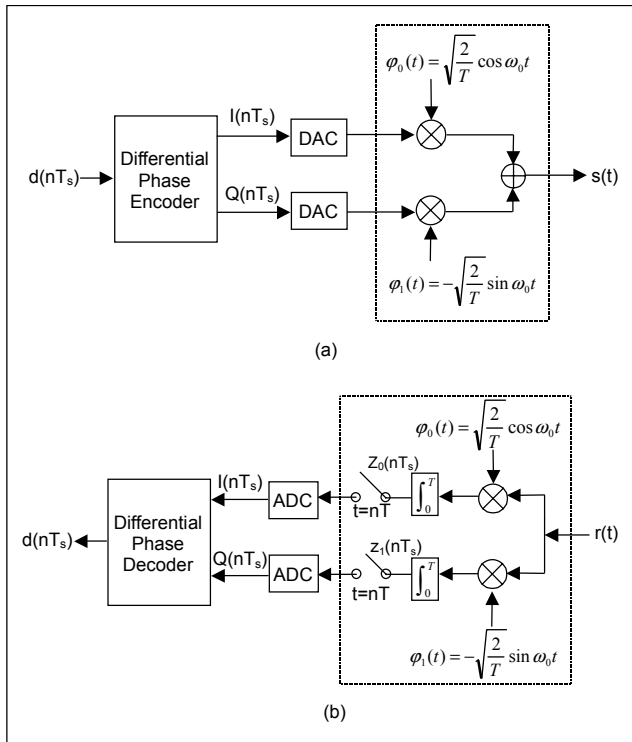 φ₀(t) = √(2/T) cos ω₀t
I(nTₛ)
DAC
d(nTₛ)
Differential
Phase
Encoder
s(t)
Q(nTₛ)
DAC
φ₁(t) = −√(2/T) sin ω₀t
(a)
φ₀(t) = √(2/T) cos ω₀t
Z₀(nTₛ)
I(nTₛ)
ADC
t=nT
∫₀ᵀ
d(nTₛ)
Differential
Phase
Decoder
r(t)
Q(nTₛ)
z₁(nTₛ)
ADC
t=nT
∫₀ᵀ
φ₁(t) = −√(2/T) sin ω₀t
(b)